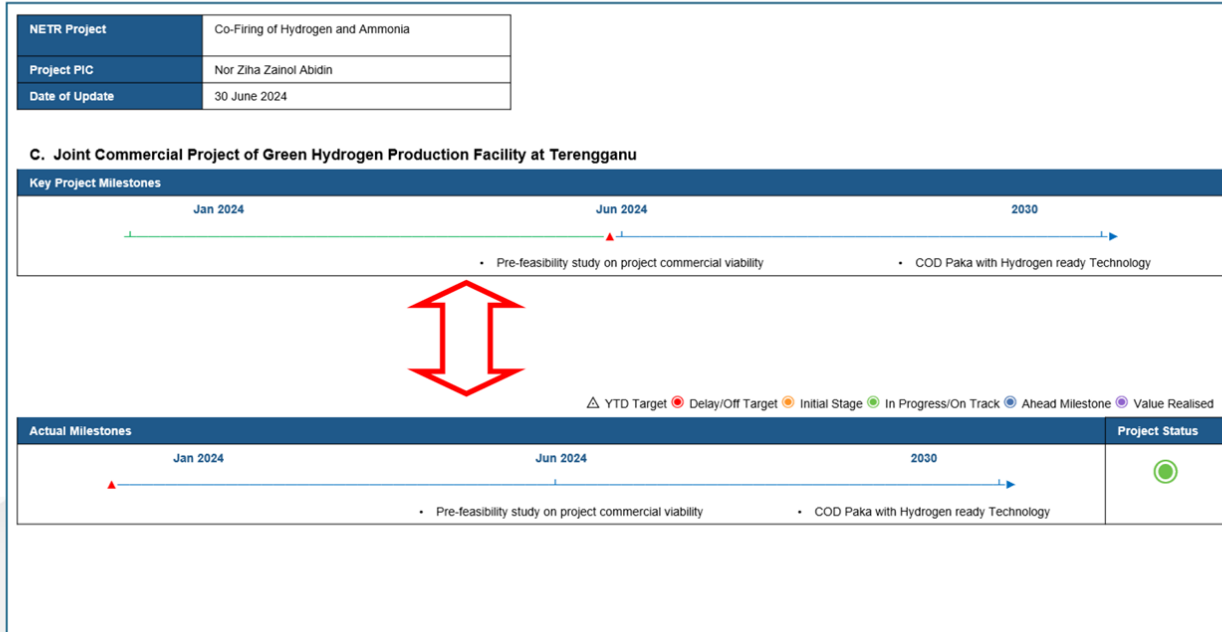 NETR Project Co-Firing of Hydrogen and Ammonia
Project PIC Nor Ziha Zainol Abidin
Date of Update 30 June 2024
C. Joint Commercial Project of Green Hydrogen Production Facility at Terengganu
Key Project Milestones
Jan 2024 Jun 2024 2030
• Pre-feasibility study on project commercial viability • COD Paka with Hydrogen ready Technology
YTD Target Delay/Off Target Initial Stage In Progress/On Track Ahead Milestone Value Realised
Actual Milestones Project Status
Jan 2024 Jun 2024 2030
• Pre-feasibility study on project commercial viability • COD Paka with Hydrogen ready Technology